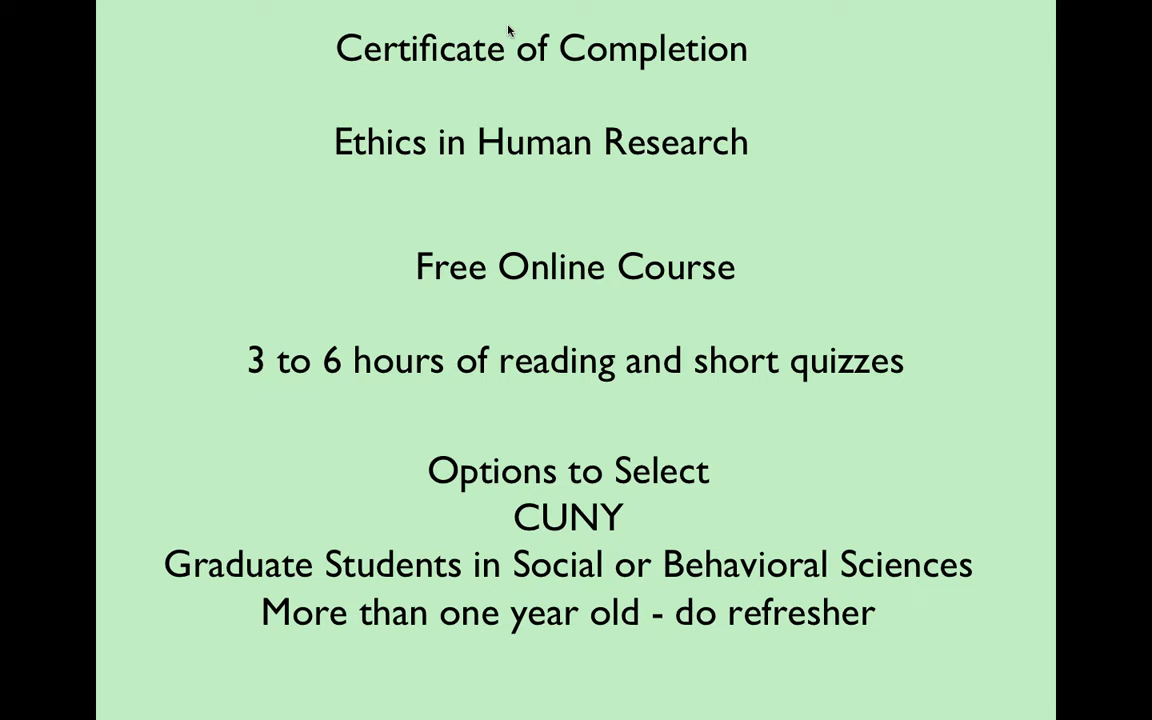 Certificate of Completion
Ethics in Human Research
Free Online Course
3 to 6 hours of reading and short quizzes
Options to Select
CUNY
Graduate Students in Social or Behavioral Sciences
More than one year old - do refresher